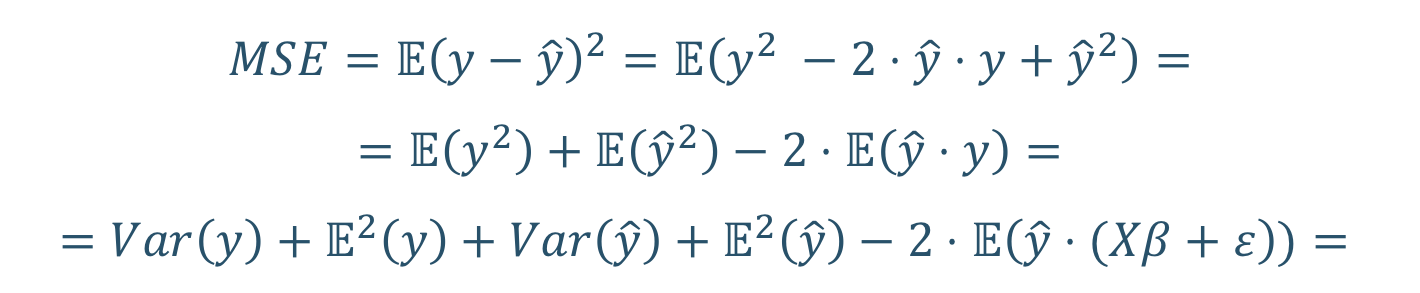 MSE = 𝔼(y − ŷ)² = 𝔼(y² − 2 · ŷ · y + ŷ²) =
= 𝔼(y²) + 𝔼(ŷ²) − 2 · 𝔼(ŷ · y) =
= Var(y) + 𝔼²(y) + Var(ŷ) + 𝔼²(ŷ) − 2 · 𝔼(ŷ · (Xβ + ε)) =